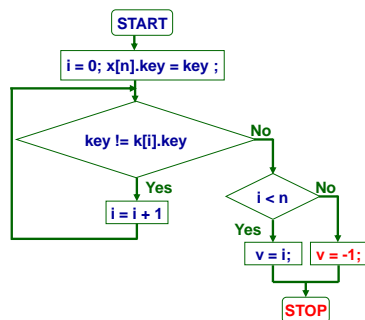 START
i = 0; x[n].key = key ;
key != k[i].key
No
Yes
i < n
No
i = i + 1
Yes
v = i;
v = -1;
STOP